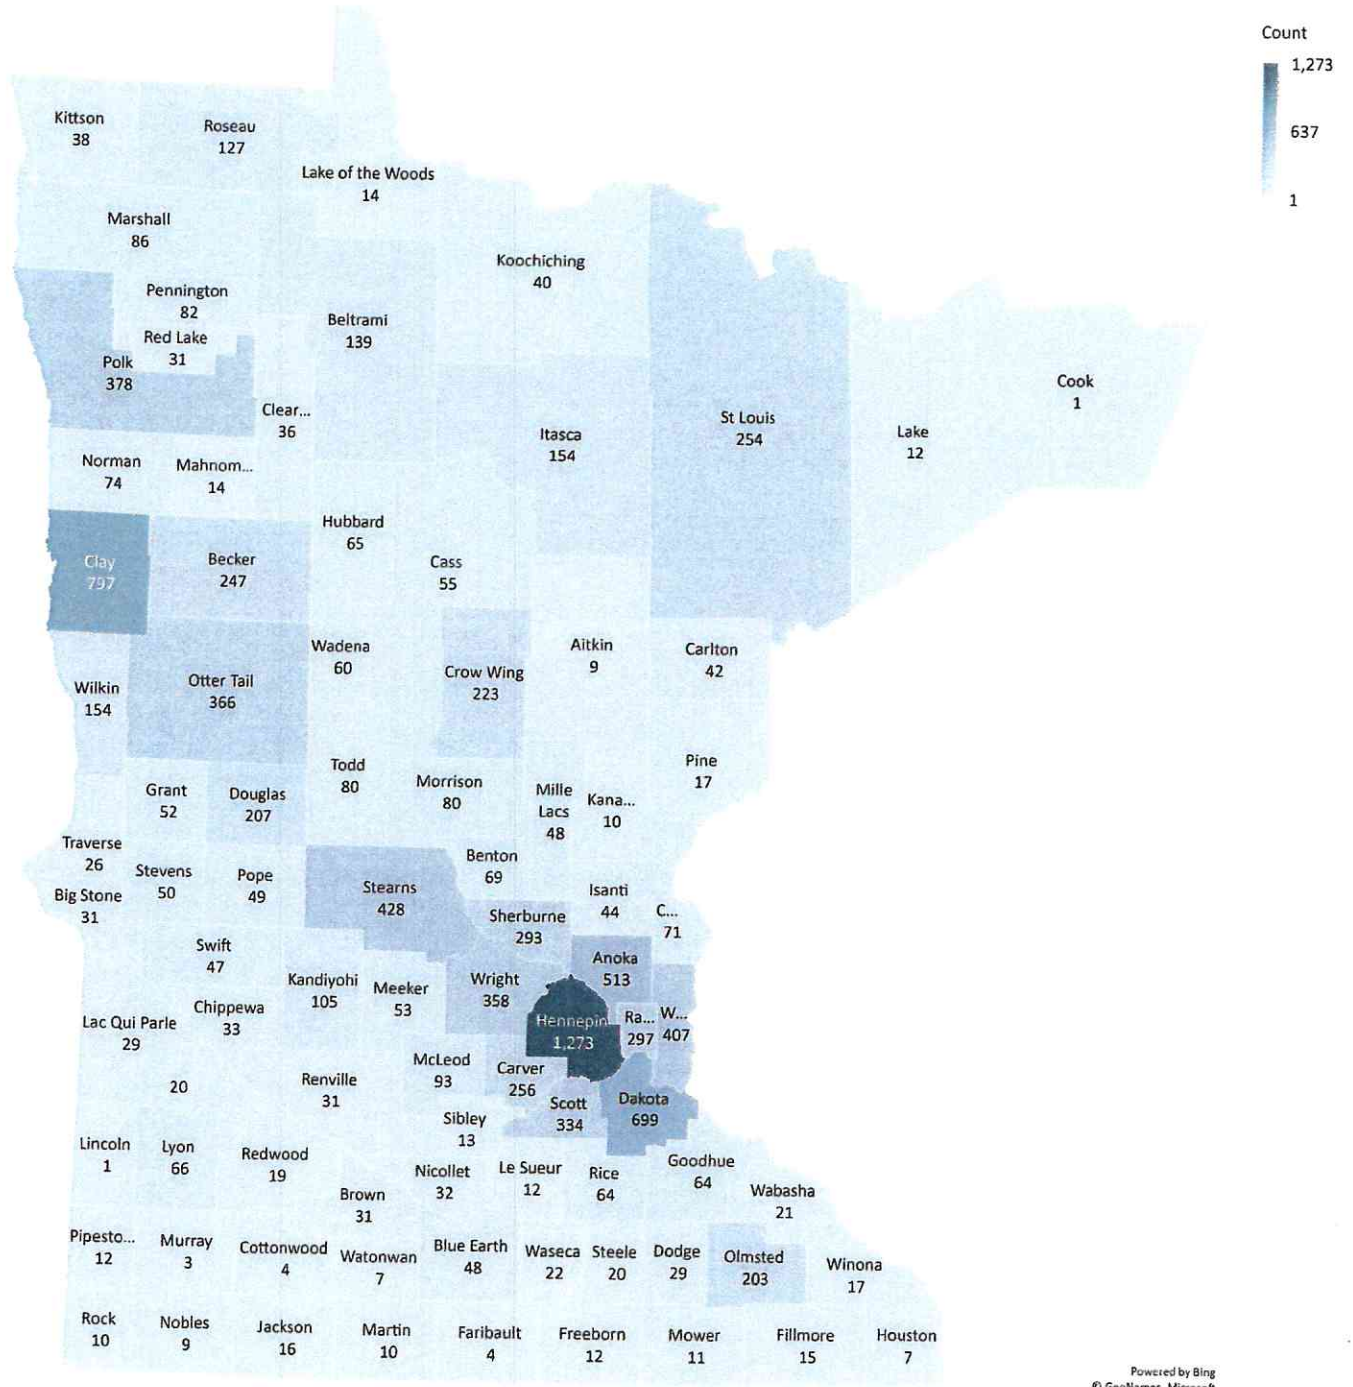 Count
1,273
637
1
Kittson
38
Roseau
127
Lake of the Woods
14
Marshall
86
Koochiching
40
Pennington
82
Red Lake
31
Beltrami
139
Polk
378
Cook
1
Clear...
36
St Louis
254
Itasca
154
Lake
12
Norman
74
Mahnom...
14
Hubbard
65
Clay
797
Becker
247
Cass
55
Wadena
60
Aitkin
9
Carlton
42
Crow Wing
223
Otter Tail
366
Wilkin
154
Pine
17
Todd
80
Morrison
80
Grant
52
Douglas
207
Mille
Lacs
48
Kana...
10
Traverse
26
Benton
69
Stevens
50
Pope
49
Stearns
428
Big Stone
31
Isanti
44
C...
71
Sherburne
293
Swift
47
Anoka
513
Kandiyohi
105
Meeker
53
Wright
358
Chippewa
33
Lac Qui Parle
29
Hennepin
1,273
Ra...
297
W...
407
McLeod
93
Carver
256
20
Renville
31
Scott
334
Dakota
699
Sibley
13
Lincoln
1
Lyon
66
Redwood
19
Nicollet
32
Le Sueur
12
Rice
64
Goodhue
64
Brown
31
Wabasha
21
Pipesto...
12
Murray
3
Cottonwood
4
Watonwan
7
Blue Earth
48
Waseca
22
Steele
20
Dodge
29
Olmsted
203
Winona
17
Rock
10
Nobles
9
Jackson
16
Martin
10
Faribault
4
Freeborn
12
Mower
11
Fillmore
15
Houston
7
Powered by Bing
© GeoNames, Microsoft